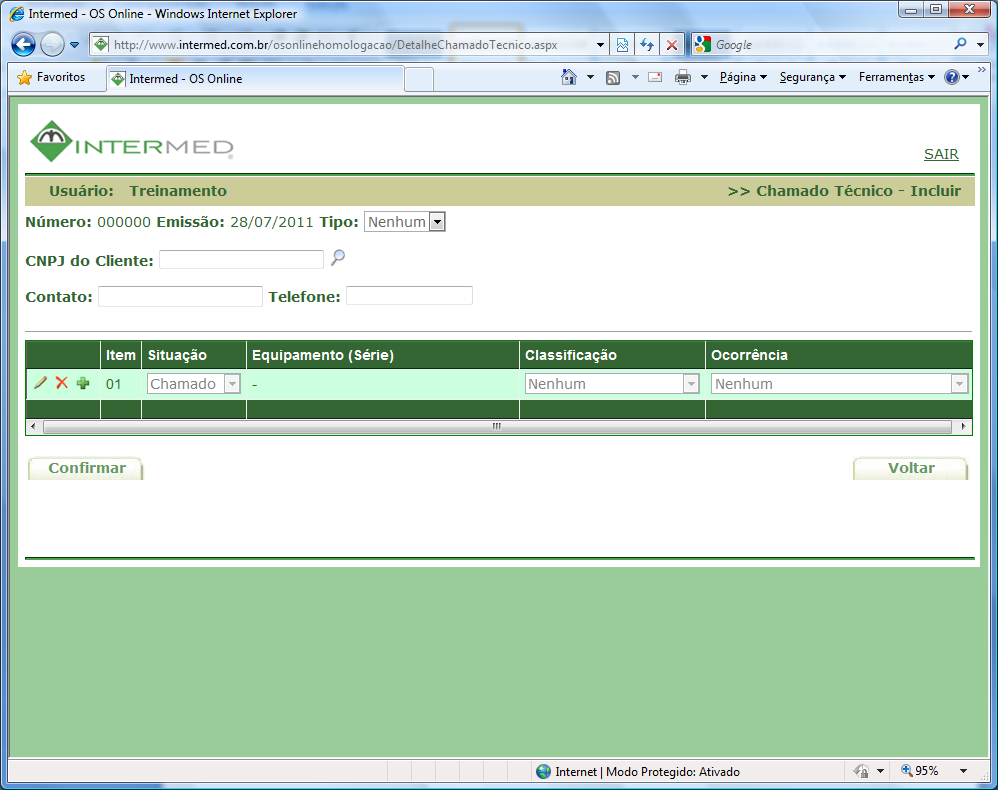 Intermed - OS Online - Windows Internet Explorer
http://www.intermed.com.br/osonlinehomologacao/DetalheChamadoTecnico.aspx Google
Favoritos Intermed - OS Online Página Segurança Ferramentas »
INTERMED
SAIR
Usuário: Treinamento >> Chamado Técnico - Incluir
Número: 000000 Emissão: 28/07/2011 Tipo: Nenhum
CNPJ do Cliente:
Contato: Telefone:
Item Situação Equipamento (Série) Classificação Ocorrência
01 Chamado - Nenhum Nenhum
Confirmar Voltar
Internet | Modo Protegido: Ativado 95%